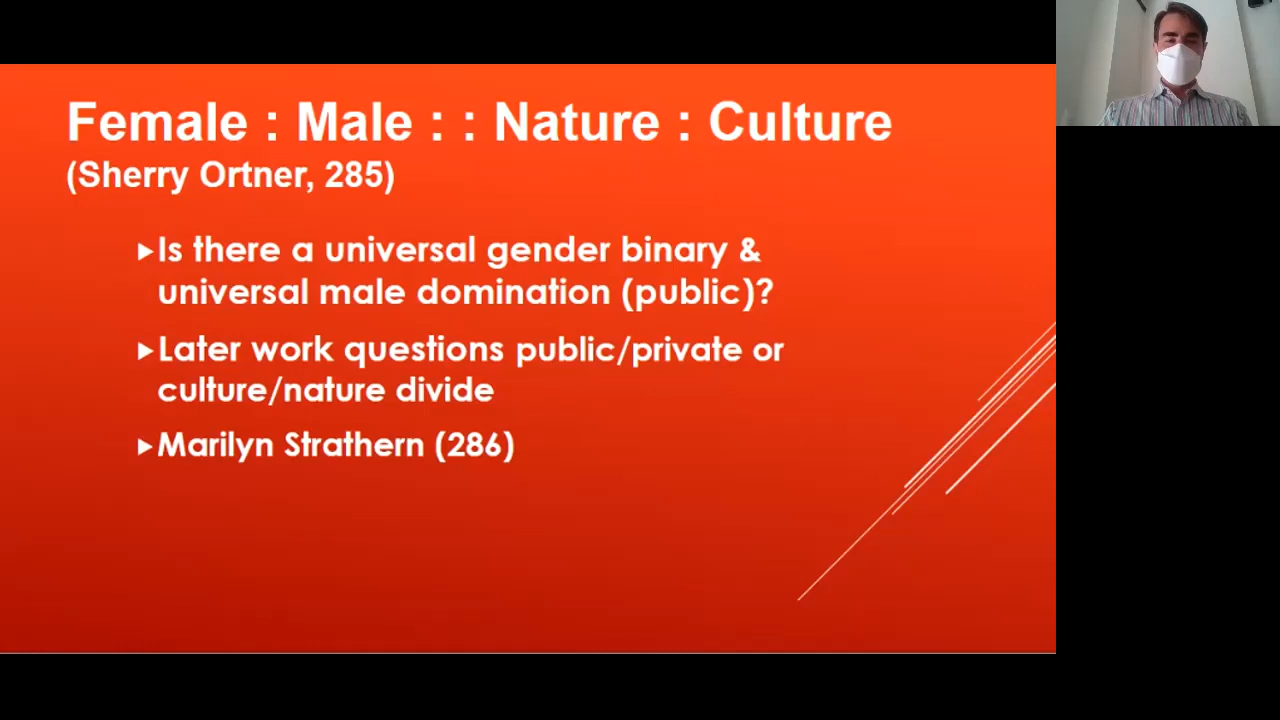 Female : Male : : Nature : Culture
(Sherry Ortner, 285)
Is there a universal gender binary &
universal male domination (public)?
Later work questions public/private or
culture/nature divide
Marilyn Strathern (286)